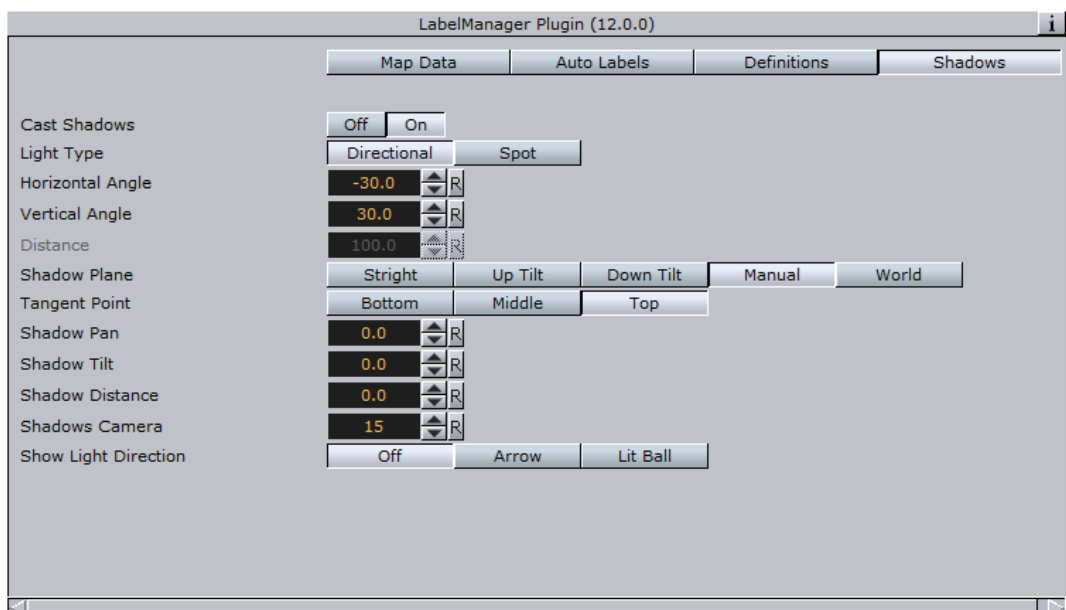 LabelManager Plugin (12.0.0) i
Map Data Auto Labels Definitions Shadows
Cast Shadows Off On
Light Type Directional Spot
Horizontal Angle -30.0 R
Vertical Angle 30.0 R
Distance 100.0 R
Shadow Plane Stright Up Tilt Down Tilt Manual World
Tangent Point Bottom Middle Top
Shadow Pan 0.0 R
Shadow Tilt 0.0 R
Shadow Distance 0.0 R
Shadows Camera 15 R
Show Light Direction Off Arrow Lit Ball